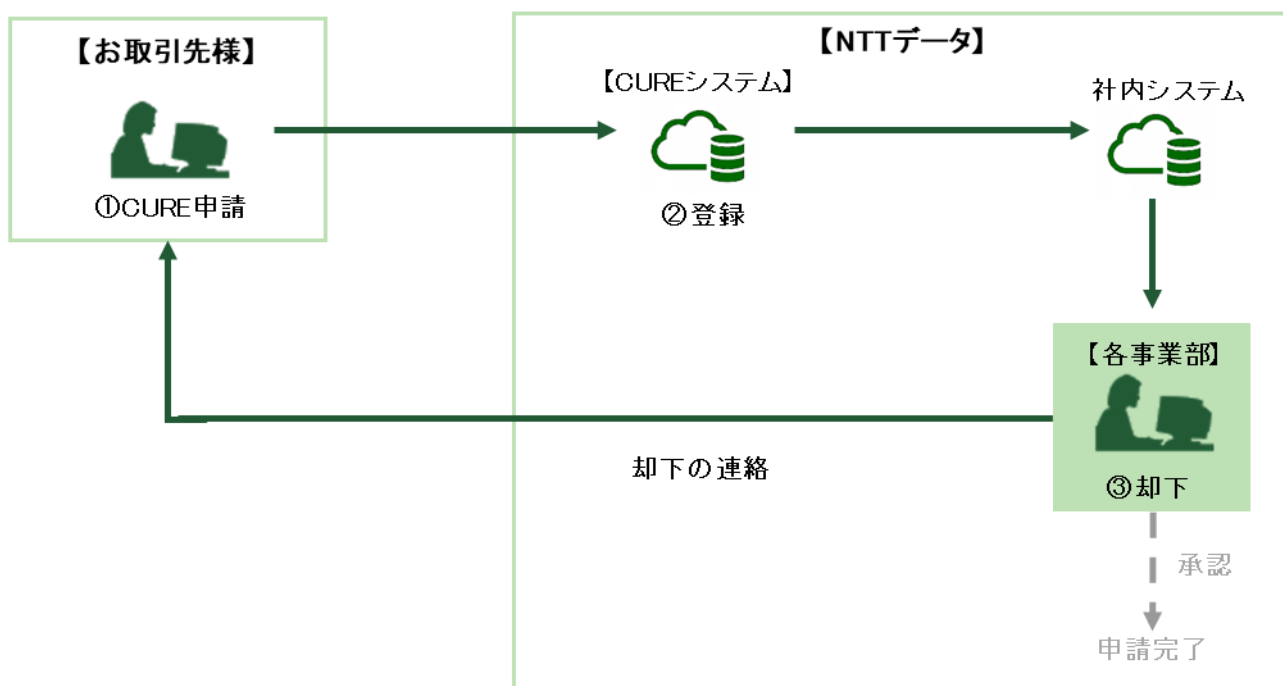 【お取引先様】
①CURE申請
【NTTデータ】
【CUREシステム】
②登録
社内システム
【各事業部】
③却下
却下の連絡
承認
申請完了